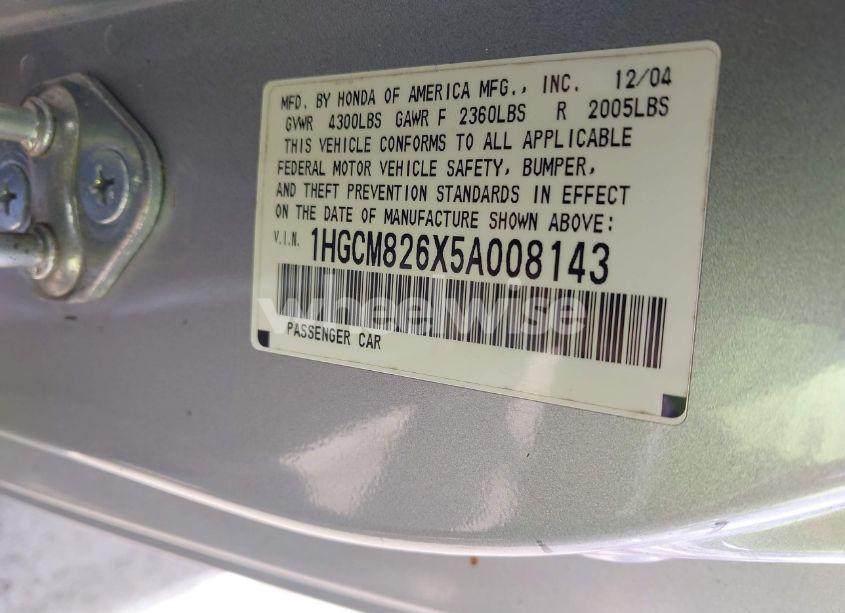 MFD. BY HONDA OF AMERICA MFG., INC. 12/04
GVWR 4300LBS GAWR F 2360LBS R 2005LBS
THIS VEHICLE CONFORMS TO ALL APPLICABLE
FEDERAL MOTOR VEHICLE SAFETY, BUMPER,
AND THEFT PREVENTION STANDARDS IN EFFECT
ON THE DATE OF MANUFACTURE SHOWN ABOVE:
V.I.N. 1HGCM826X5A008143
wheelwise
PASSENGER CAR